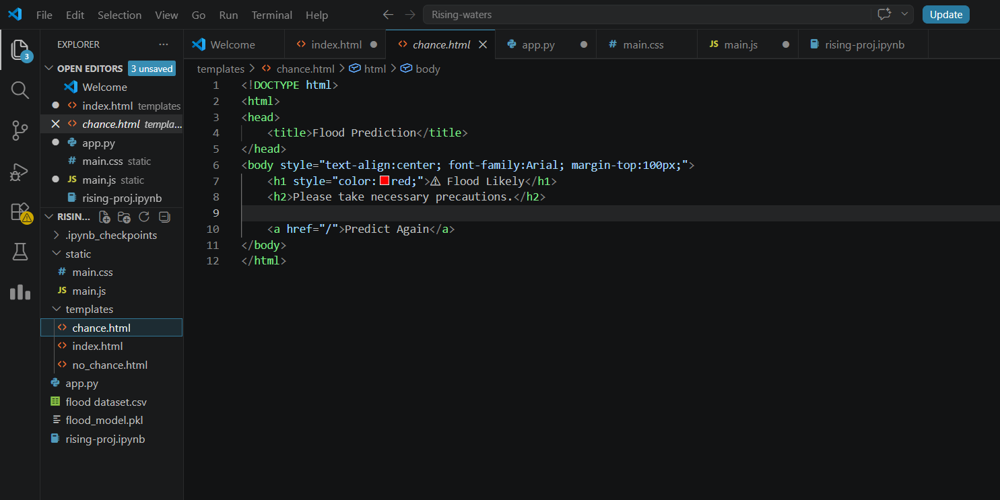 File Edit Selection View Go Run Terminal Help
Rising-waters
Update
3
EXPLORER
OPEN EDITORS 3 unsaved
Welcome
index.html templates
chance.html templa...
app.py
main.css static
JS main.js static
rising-proj.ipynb
RISIN...
.ipynb_checkpoints
static
# main.css
JS main.js
templates
chance.html
index.html
no_chance.html
app.py
flood dataset.csv
flood_model.pkl
rising-proj.ipynb
Welcome index.html chance.html app.py # main.css JS main.js rising-proj.ipynb
templates > chance.html > html > body
1 <!DOCTYPE html>
2 <html>
3 <head>
4 <title>Flood Prediction</title>
5 </head>
6 <body style="text-align:center; font-family:Arial; margin-top:100px;">
7 <h1 style="color:red;">⚠ Flood Likely</h1>
8 <h2>Please take necessary precautions.</h2>
9
10 <a href="/">Predict Again</a>
11 </body>
12 </html>